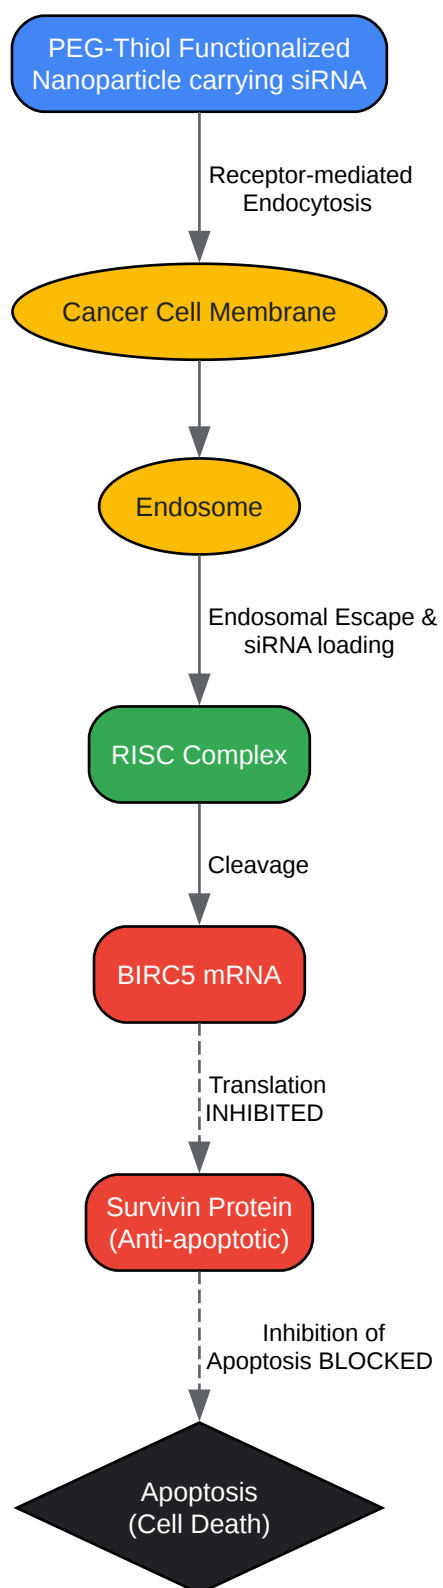 PEG-Thiol Functionalized
Nanoparticle carrying siRNA
Receptor-mediated
Endocytosis
Cancer Cell Membrane
Endosome
Endosomal Escape &
siRNA loading
RISC Complex
Cleavage
BIRC5 mRNA
Translation
INHIBITED
Survivin Protein
(Anti-apoptotic)
Inhibition of
Apoptosis BLOCKED
Apoptosis
(Cell Death)